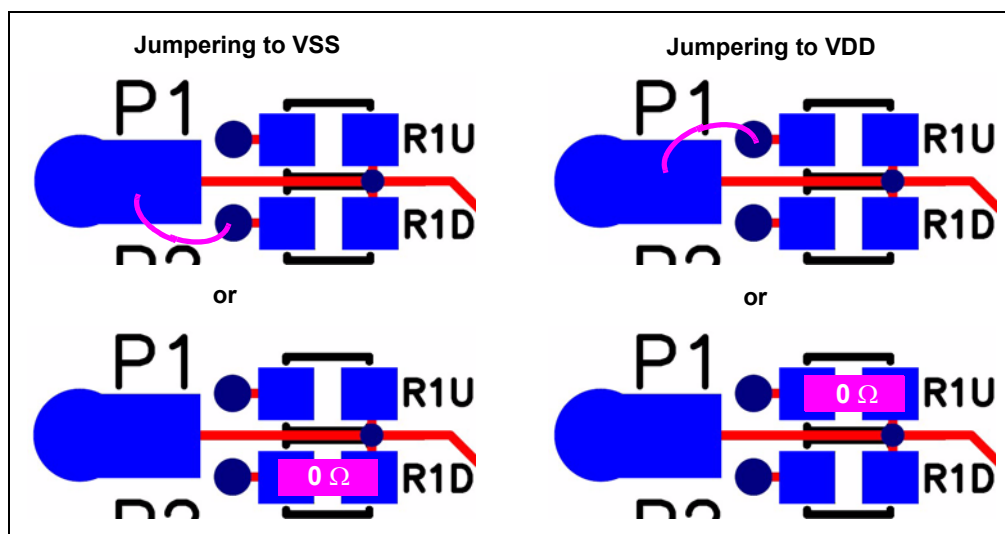 Jumpering to VSS
P1
R1U
R1D
or
P1
R1U
R1D
0 Ω
Jumpering to VDD
P1
R1U
R1D
or
P1
0 Ω
R1U
R1D